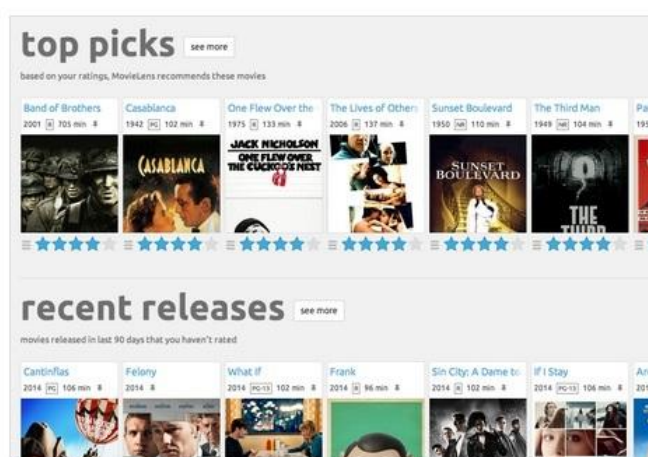 top picks see more
based on your ratings, MovieLens recommends these movies
Band of Brothers Casablanca One Flew Over the The Lives of Others Sunset Boulevard The Third Man Pa
2001 R 705 min 1942 PG 102 min 1975 R 133 min 2006 R 137 min 1950 NR 110 min 1949 NR 104 min 195
JACK NICHOLSON
ONE FLEW OVER
THE CUCKOO'S NEST
CASABLANCA
SUNSET
BOULEVARD
THE
THIRD
recent releases see more
movies released in last 90 days that you haven't rated
Cantinflas Felony What If Frank Sin City: A Dame to If I Stay Ar
2014 PG 106 min 2014 2014 PG-13 102 min 2014 R 96 min 2014 R 102 min 2014 PG-13 106 min 201